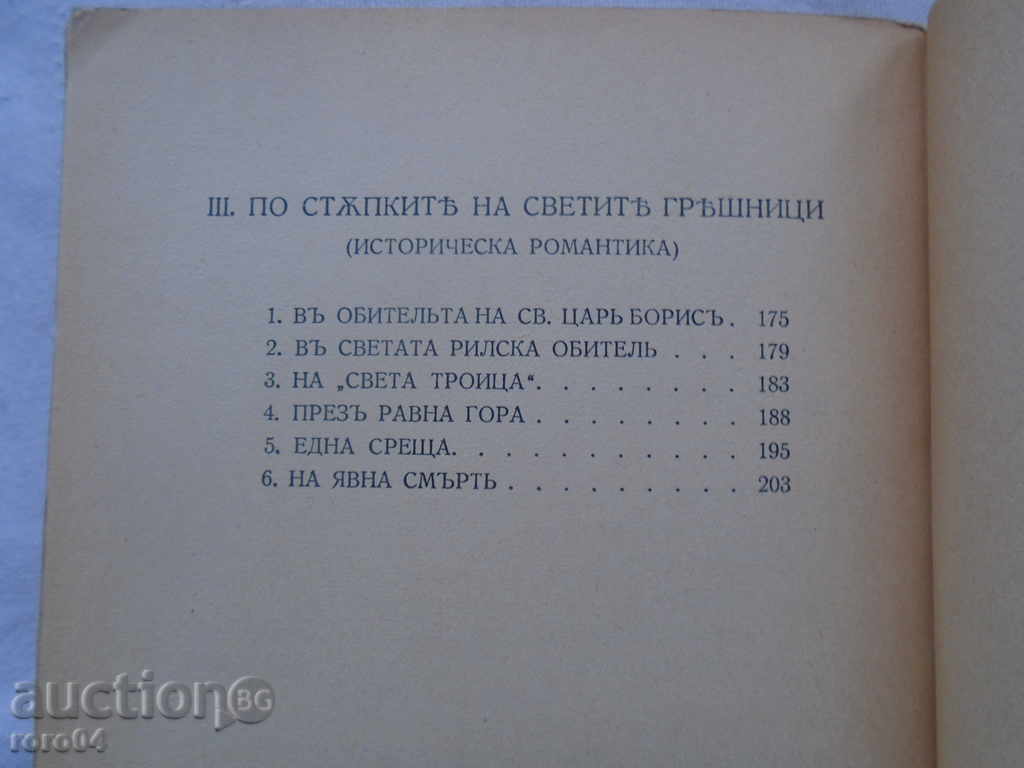 III. ПО СТѪПКИТѢ НА СВЕТИТѢ ГРѢШНИЦИ
(ИСТОРИЧЕСКА РОМАНТИКА)
1. ВЪ ОБИТЕЛЬТА НА СВ. ЦАРЬ БОРИСЪ. 175
2. ВЪ СВЕТАТА РИЛСКА ОБИТЕЛЬ . . . 179
3. НА „СВЕТА ТРОИЦА“. . . . . . . . 183
4. ПРЕЗЪ РАВНА ГОРА . . . . . . . . 188
5. ЕДНА СРЕЩА. . . . . . . . . . . 195
6. НА ЯВНА СМЪРТЬ . . . . . . . . . 203
auction BG
roro04